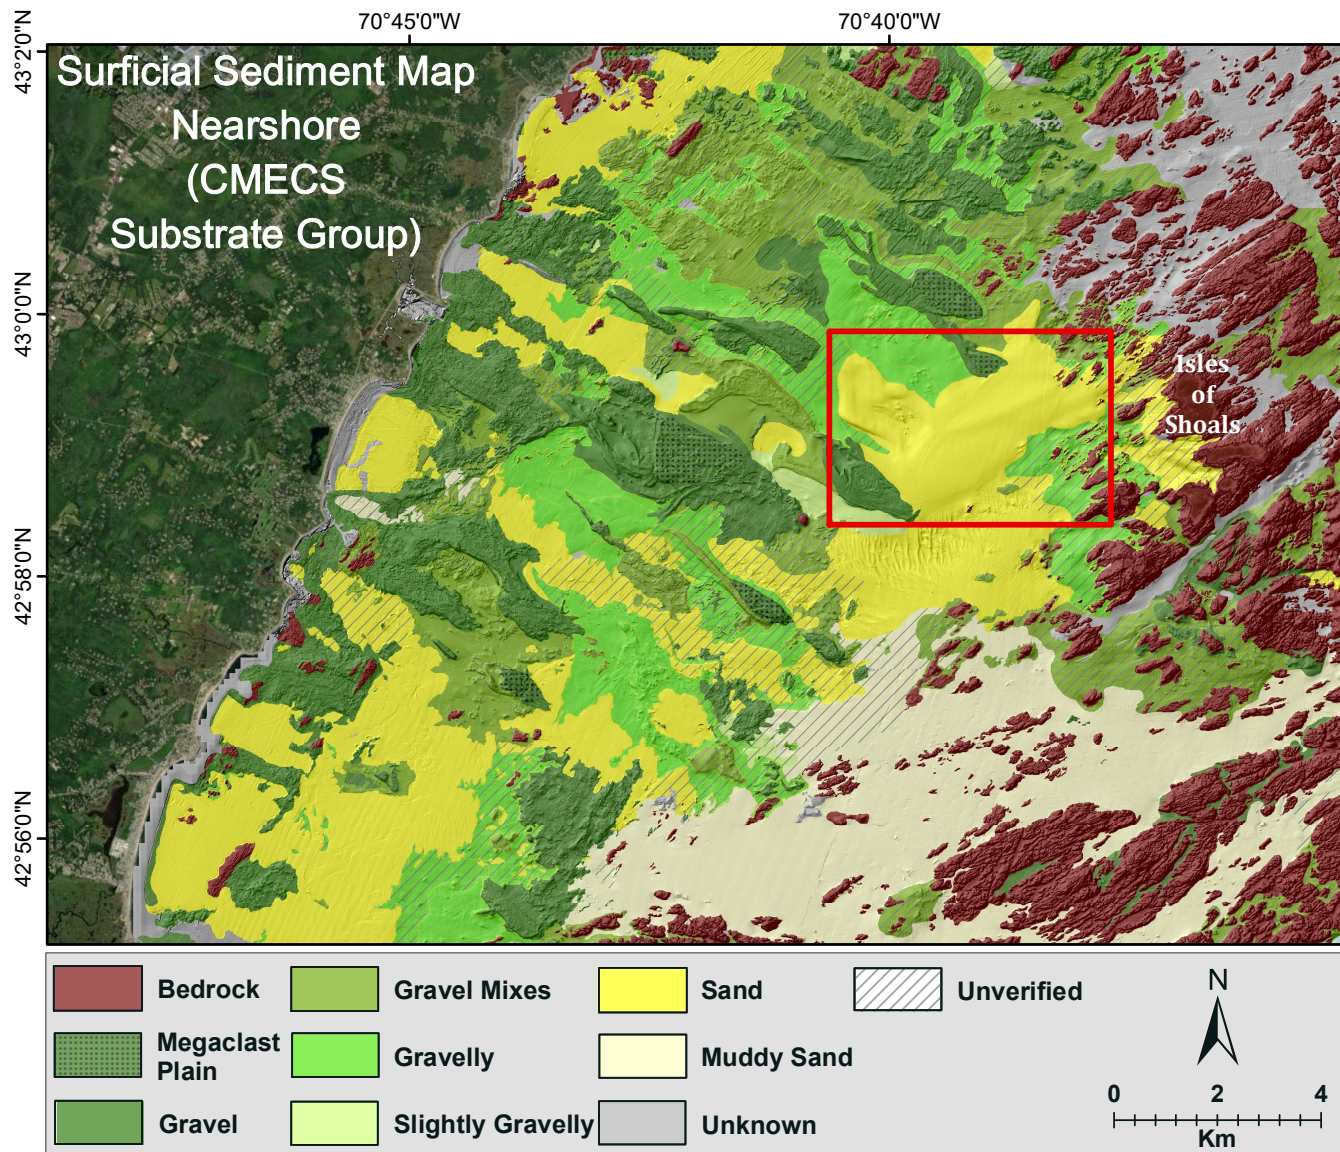 70°45'0"W
70°40'0"W
43°2'0"N
43°0'0"N
42°58'0"N
42°56'0"N
Surficial Sediment Map
Nearshore
(CMECS
Substrate Group)
Isles
of
Shoals
Bedrock
Megaclast
Plain
Gravel
Gravel Mixes
Gravelly
Slightly Gravelly
Sand
Muddy Sand
Unknown
Unverified
N
0 2 4
Km